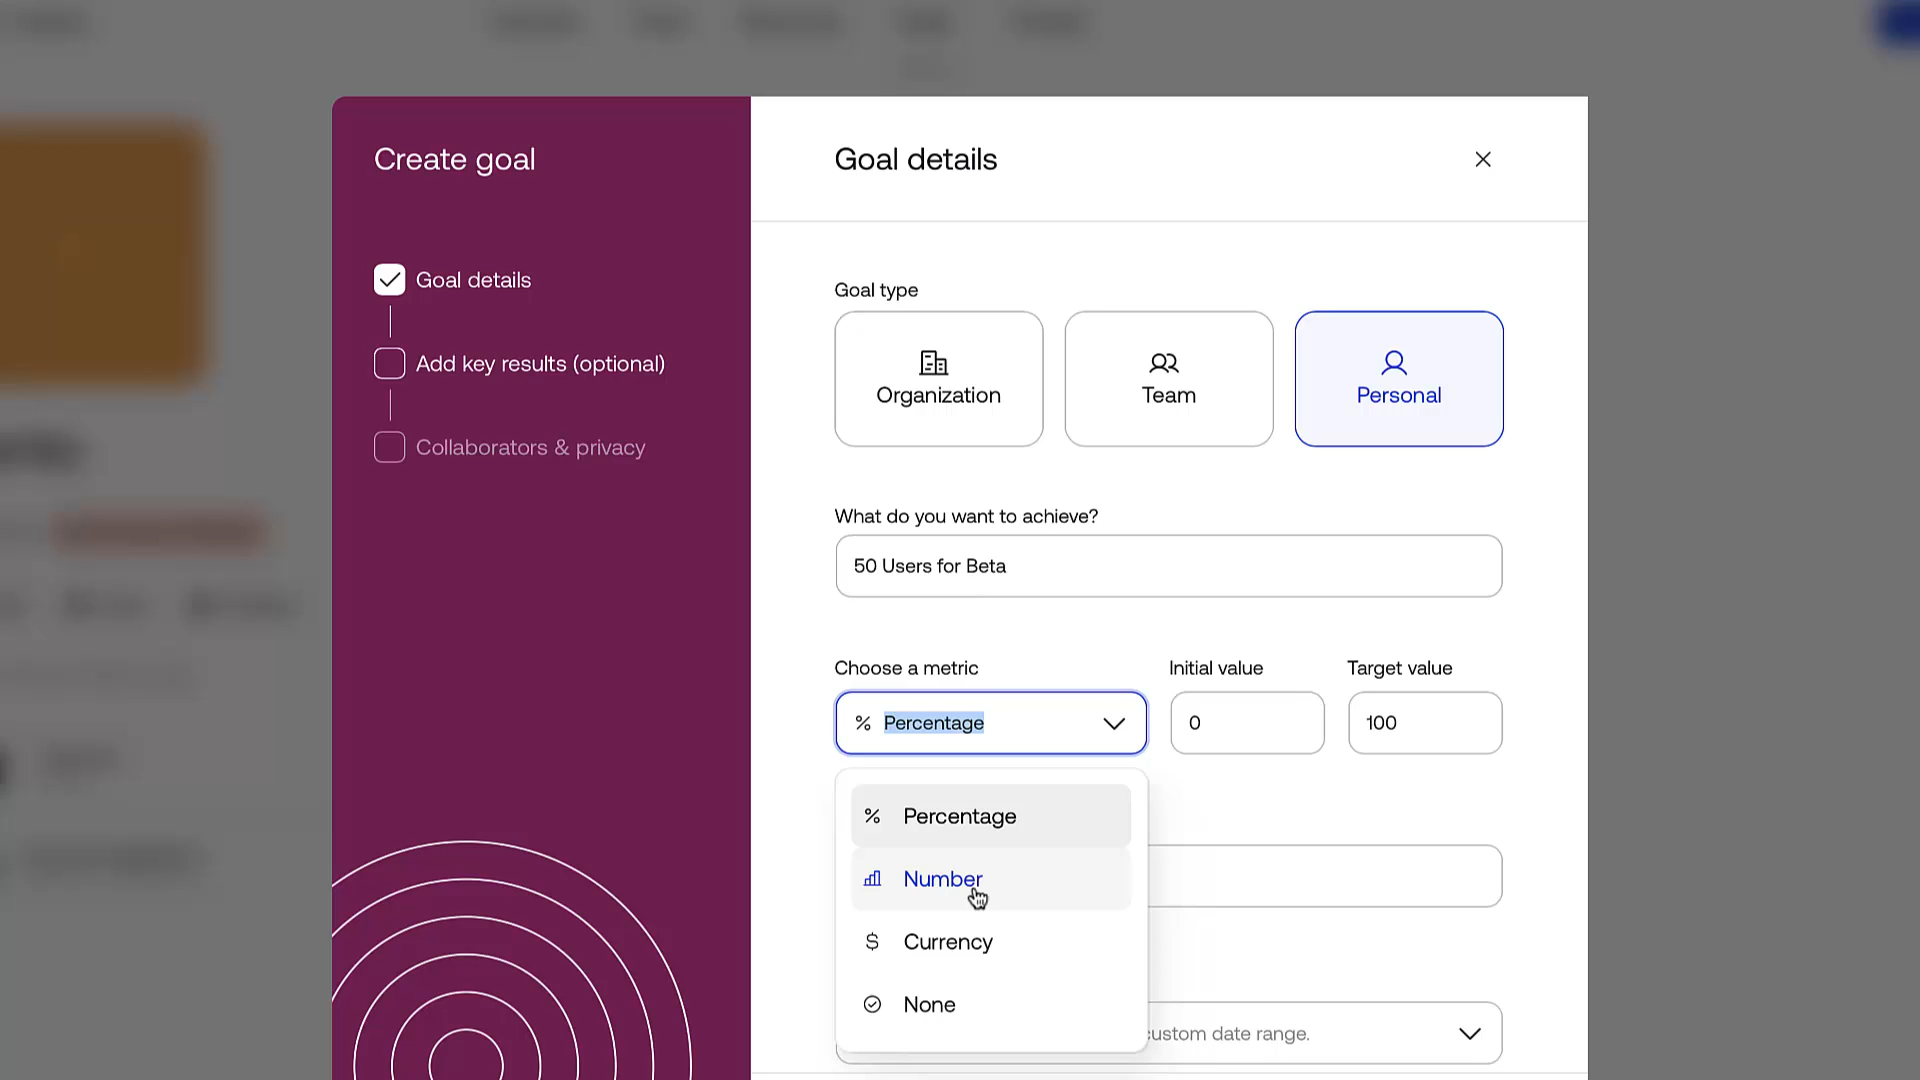 Create goal
Goal details
Add key results (optional)
Collaborators & privacy
Goal details
Goal type
Organization
Team
Personal
What do you want to achieve?
50 Users for Beta
Choose a metric
Initial value
Target value
% Percentage
0
100
% Percentage
Number
$ Currency
None
custom date range.